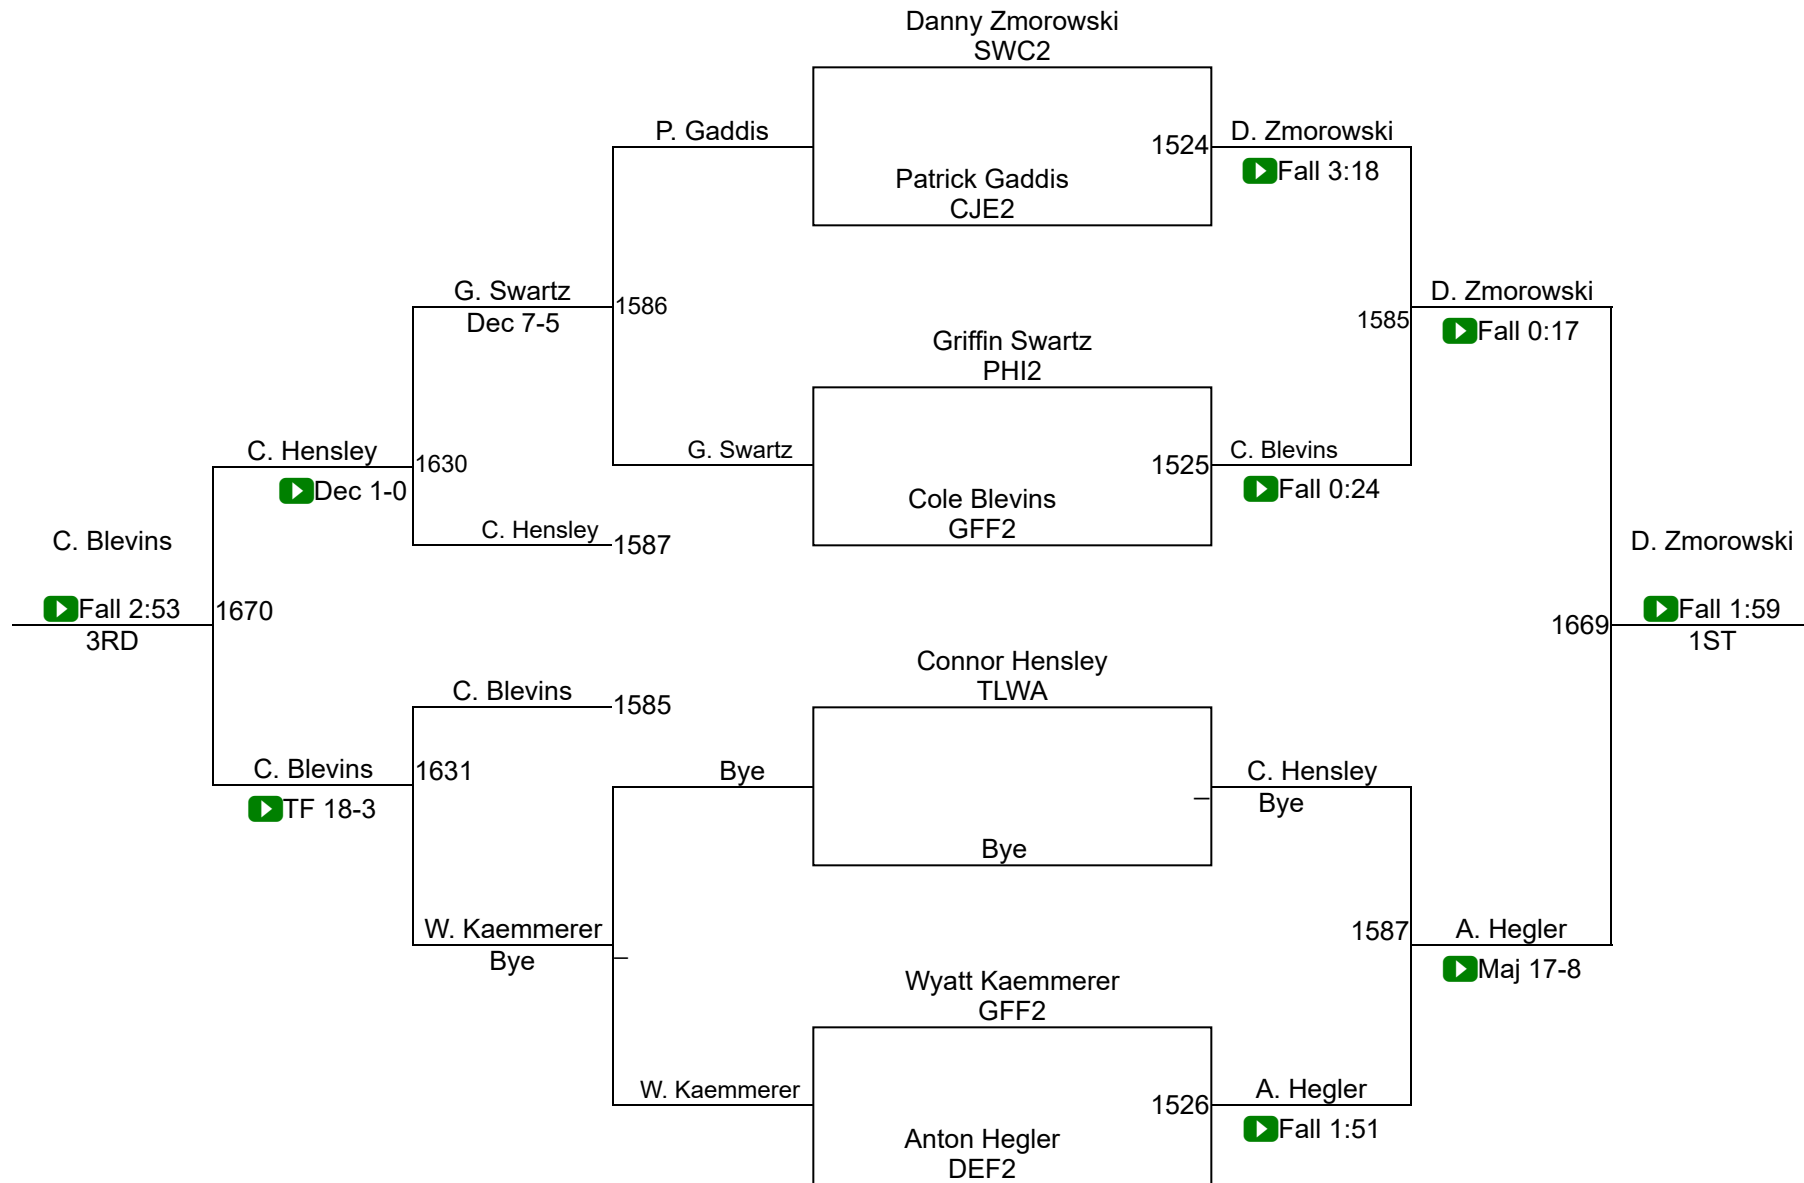 Danny Zmorowski
SWC2
P. Gaddis
1524
D. Zmorowski
Fall 3:18
Patrick Gaddis
CJE2
G. Swartz
Dec 7-5
1586
D. Zmorowski
1585
Fall 0:17
Griffin Swartz
PHI2
C. Hensley
Dec 1-0
1630
G. Swartz
1525
C. Blevins
Fall 0:24
Cole Blevins
GFF2
C. Hensley
1587
C. Blevins
Fall 2:53
3RD
1670
D. Zmorowski
1669
Fall 1:59
1ST
Connor Hensley
TLWA
C. Blevins
1585
C. Blevins
TF 18-3
1631
Bye
–
C. Hensley
Bye
Bye
W. Kaemmerer
Bye
–
1587
A. Hegler
Maj 17-8
Wyatt Kaemmerer
GFF2
W. Kaemmerer
1526
A. Hegler
Fall 1:51
Anton Hegler
DEF2